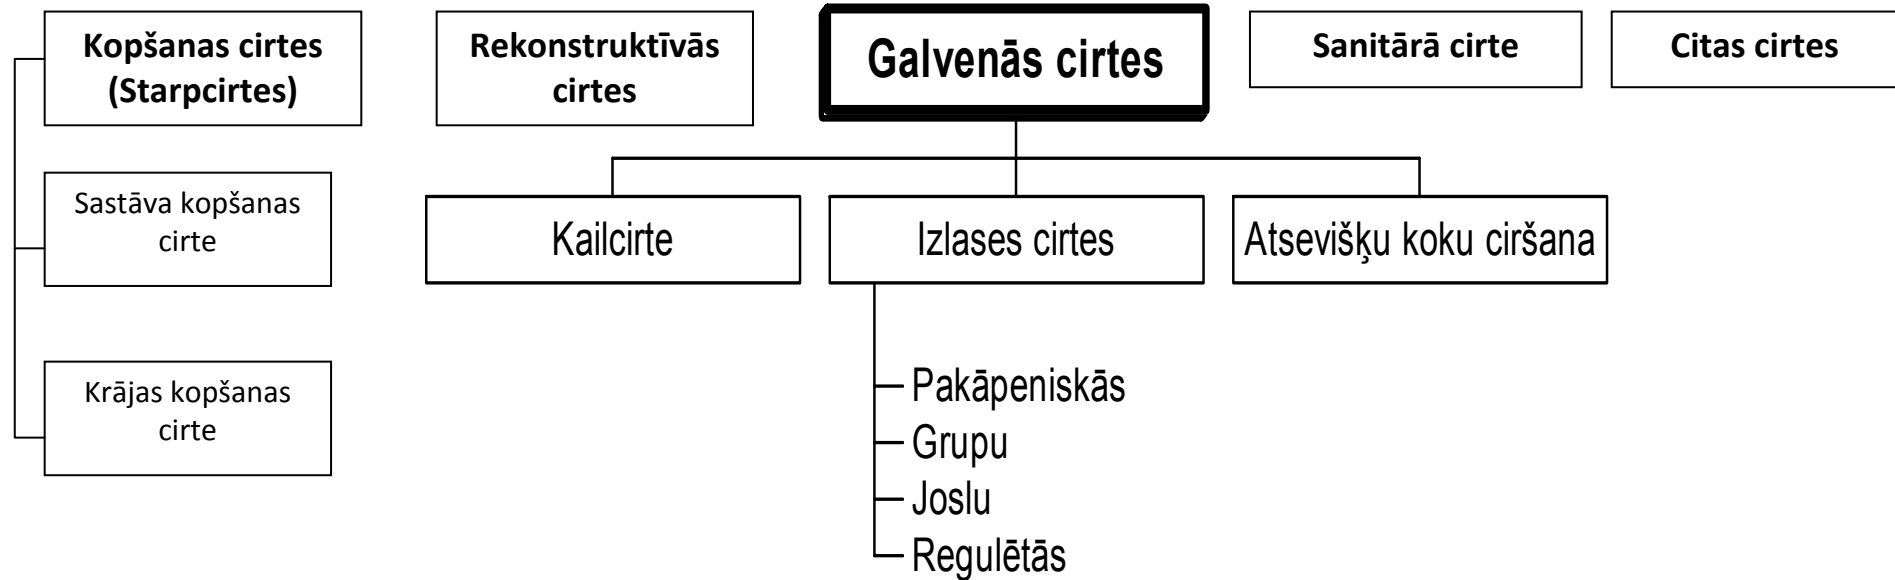 Kopšanas cirtes
(Starpcirtes)
Rekonstruktīvās
cirtes
Galvenās cirtes
Sanitārā cirte
Citas cirtes
Sastāva kopšanas
cirte
Kailcirte
Izlases cirtes
Atsevišķu koku ciršana
Krājas kopšanas
cirte
Pakāpeniskās
Grupu
Joslu
Regulētās